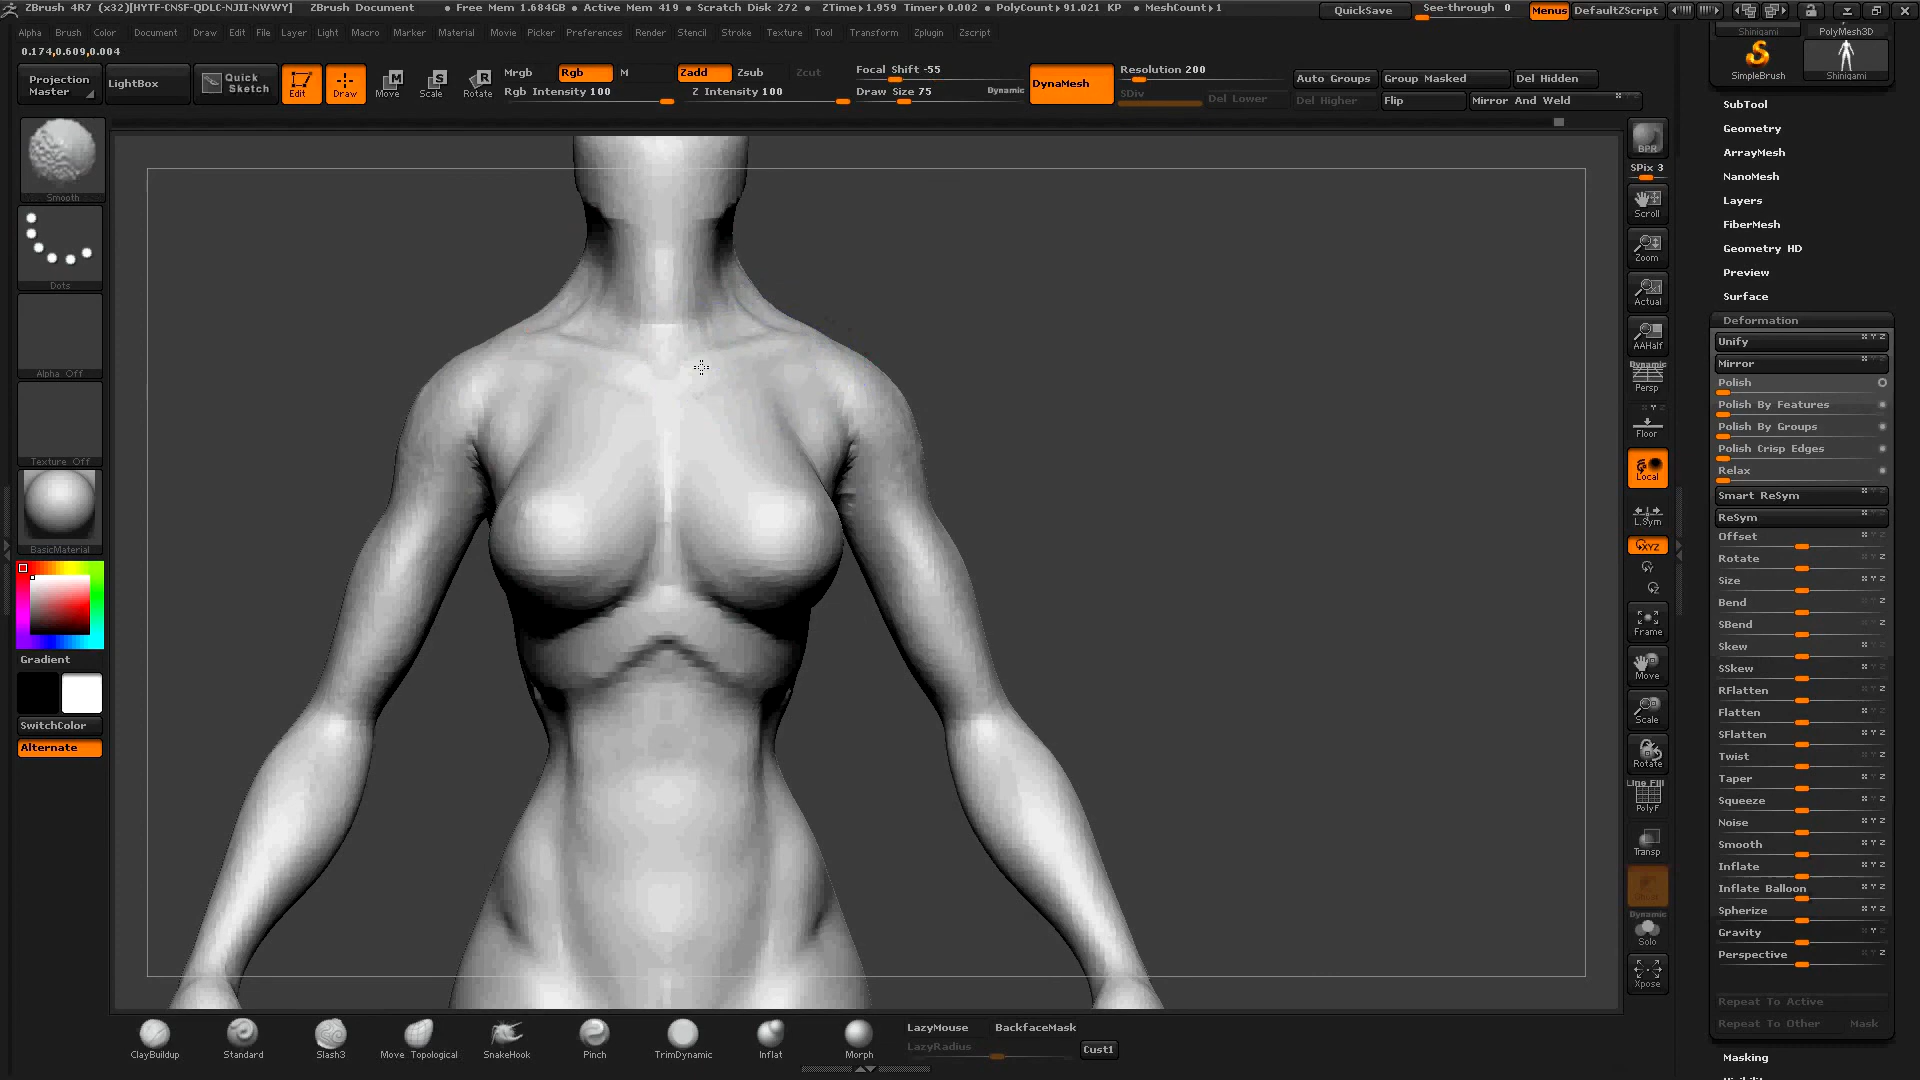 ZBrush 4R7 (x32)[HYTF-CNSF-QDLC-NJII-NWWY] ZBrush Document • Free Mem 1.684GB • Active Mem 419 • Scratch Disk 272 • ZTime▸1.959 Timer▸0.002 • PolyCount▸91.021 KP • MeshCount▸1 QuickSave See-through 0 Menus DefaultZScript
Alpha Brush Color Document Draw Edit File Layer Light Macro Marker Material Movie Picker Preferences Render Stencil Stroke Texture Tool Transform Zplugin Zscript
0.174,0.609,0.004
Projection Master
LightBox
Quick Sketch
Edit
Draw
Move
Scale
Rotate
Mrgb Rgb M
Rgb Intensity 100
Zadd Zsub Zcut
Z Intensity 100
Focal Shift -55
Draw Size 75 Dynamic
DynaMesh
Resolution 200
SDiv Del Lower
Auto Groups Group Masked Del Hidden
Del Higher Flip Mirror And Weld
Smooth
Dots
Alpha Off
Texture Off
BasicMaterial
Gradient
SwitchColor
Alternate
BPR
SPix 3
Scroll
Zoom
Actual
AAHalf
Dynamic
Persp
Floor
Local
L.Sym
XYZ
Frame
Move
Scale
Rotate
Line Fill
PolyF
Transp
Dynamic
Solo
Xpose
Shinigami PolyMesh3D
SimpleBrush Shinigami
SubTool
Geometry
ArrayMesh
NanoMesh
Layers
FiberMesh
Geometry HD
Preview
Surface
Deformation
Unify
Mirror
Polish
Polish By Features
Polish By Groups
Polish Crisp Edges
Relax
Smart ReSym
ReSym
Offset
Rotate
Size
Bend
SBend
Skew
SSkew
RFlatten
Flatten
SFlatten
Twist
Taper
Squeeze
Noise
Smooth
Inflate
Inflate Balloon
Spherize
Gravity
Perspective
Repeat To Active
Repeat To Other Mask
Masking
ClayBuildup Standard Slash3 Move Topological SnakeHook Pinch TrimDynamic Inflat Morph
LazyMouse BackfaceMask
LazyRadius Cust1